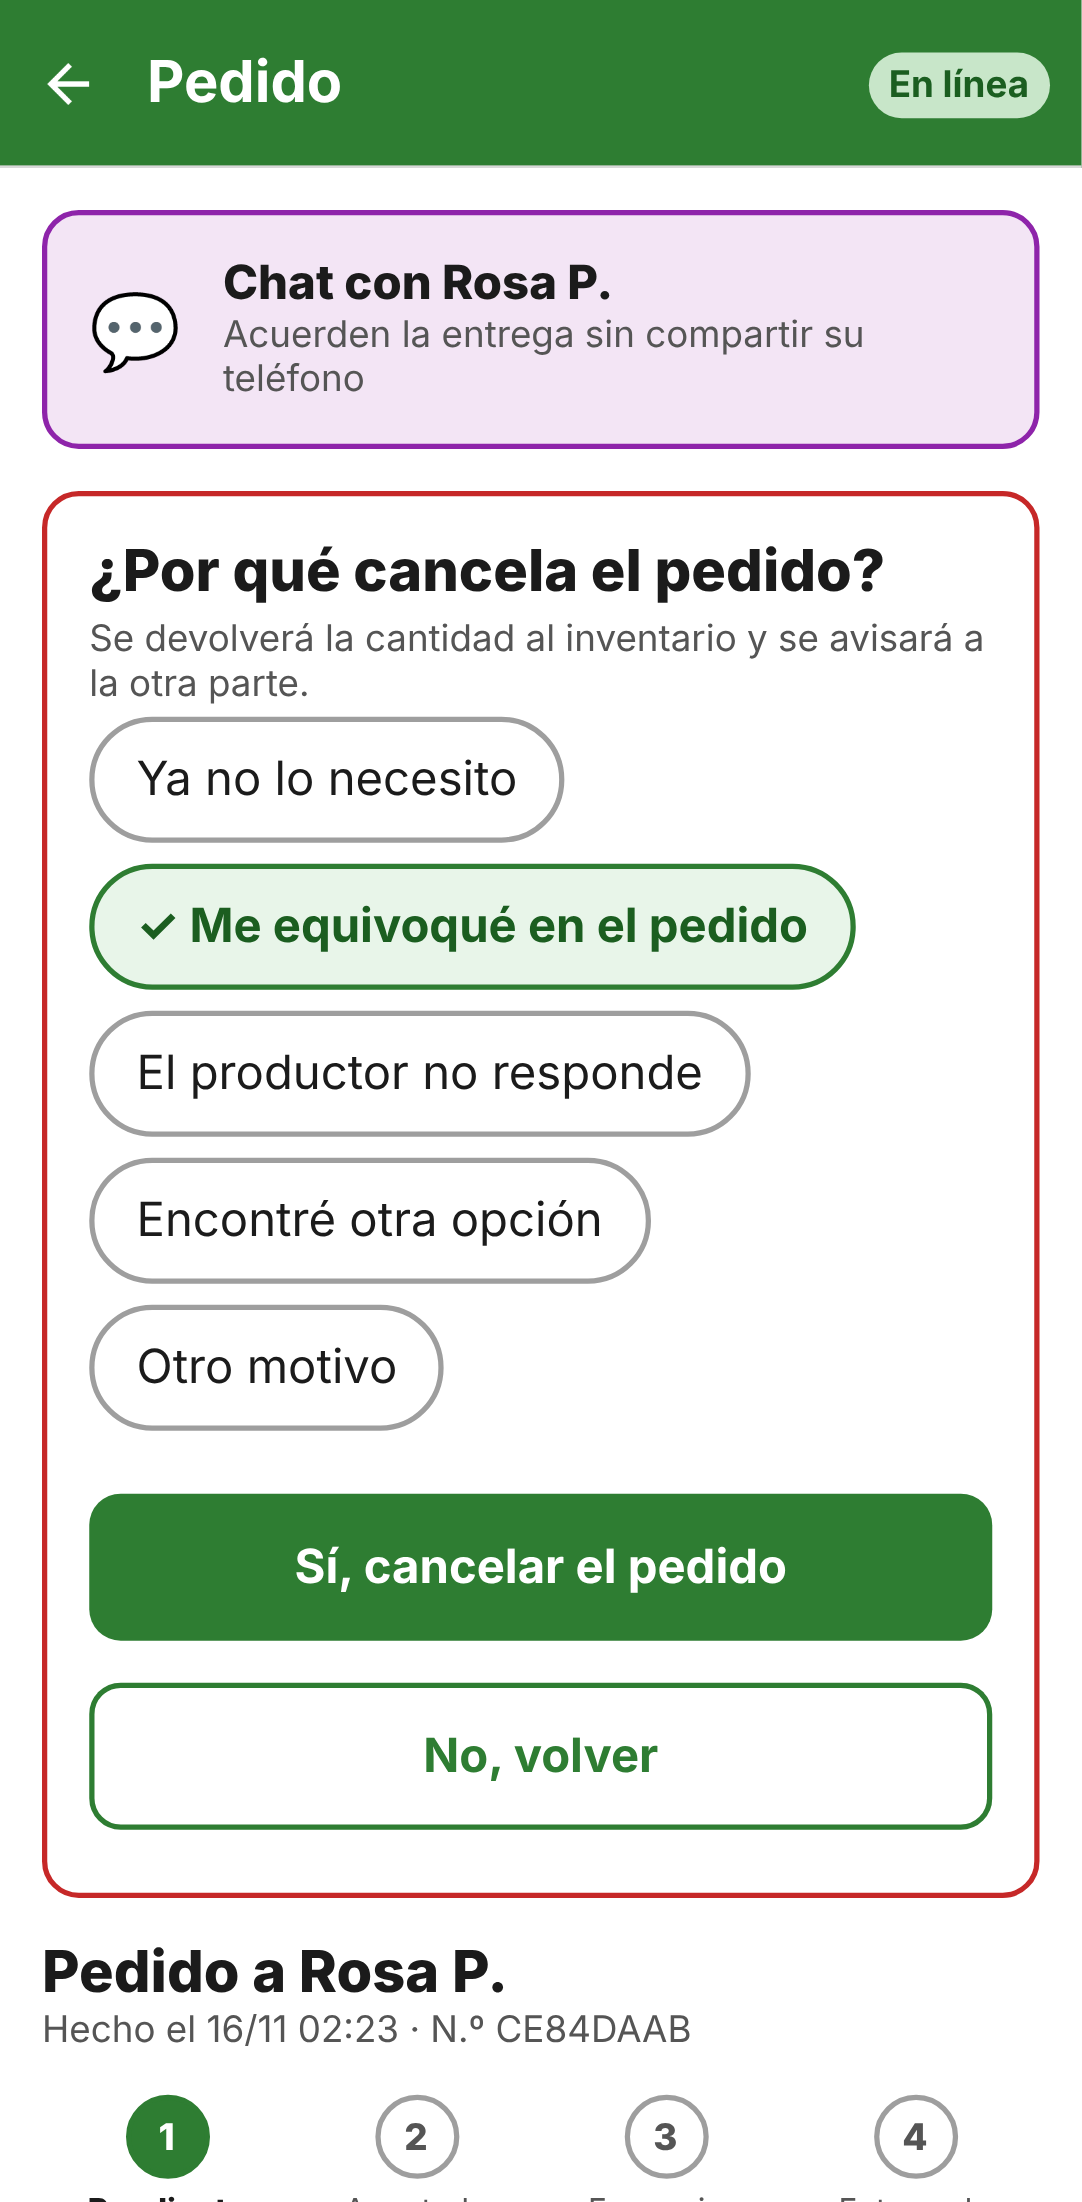 Pedido
En línea
Chat con Rosa P.
Acuerden la entrega sin compartir su
teléfono
¿Por qué cancela el pedido?
Se devolverá la cantidad al inventario y se avisará a
la otra parte.
Ya no lo necesito
✓ Me equivoqué en el pedido
El productor no responde
Encontré otra opción
Otro motivo
Sí, cancelar el pedido
No, volver
Pedido a Rosa P.
Hecho el 16/11 02:23 · N.º CE84DAAB
1 2 3 4